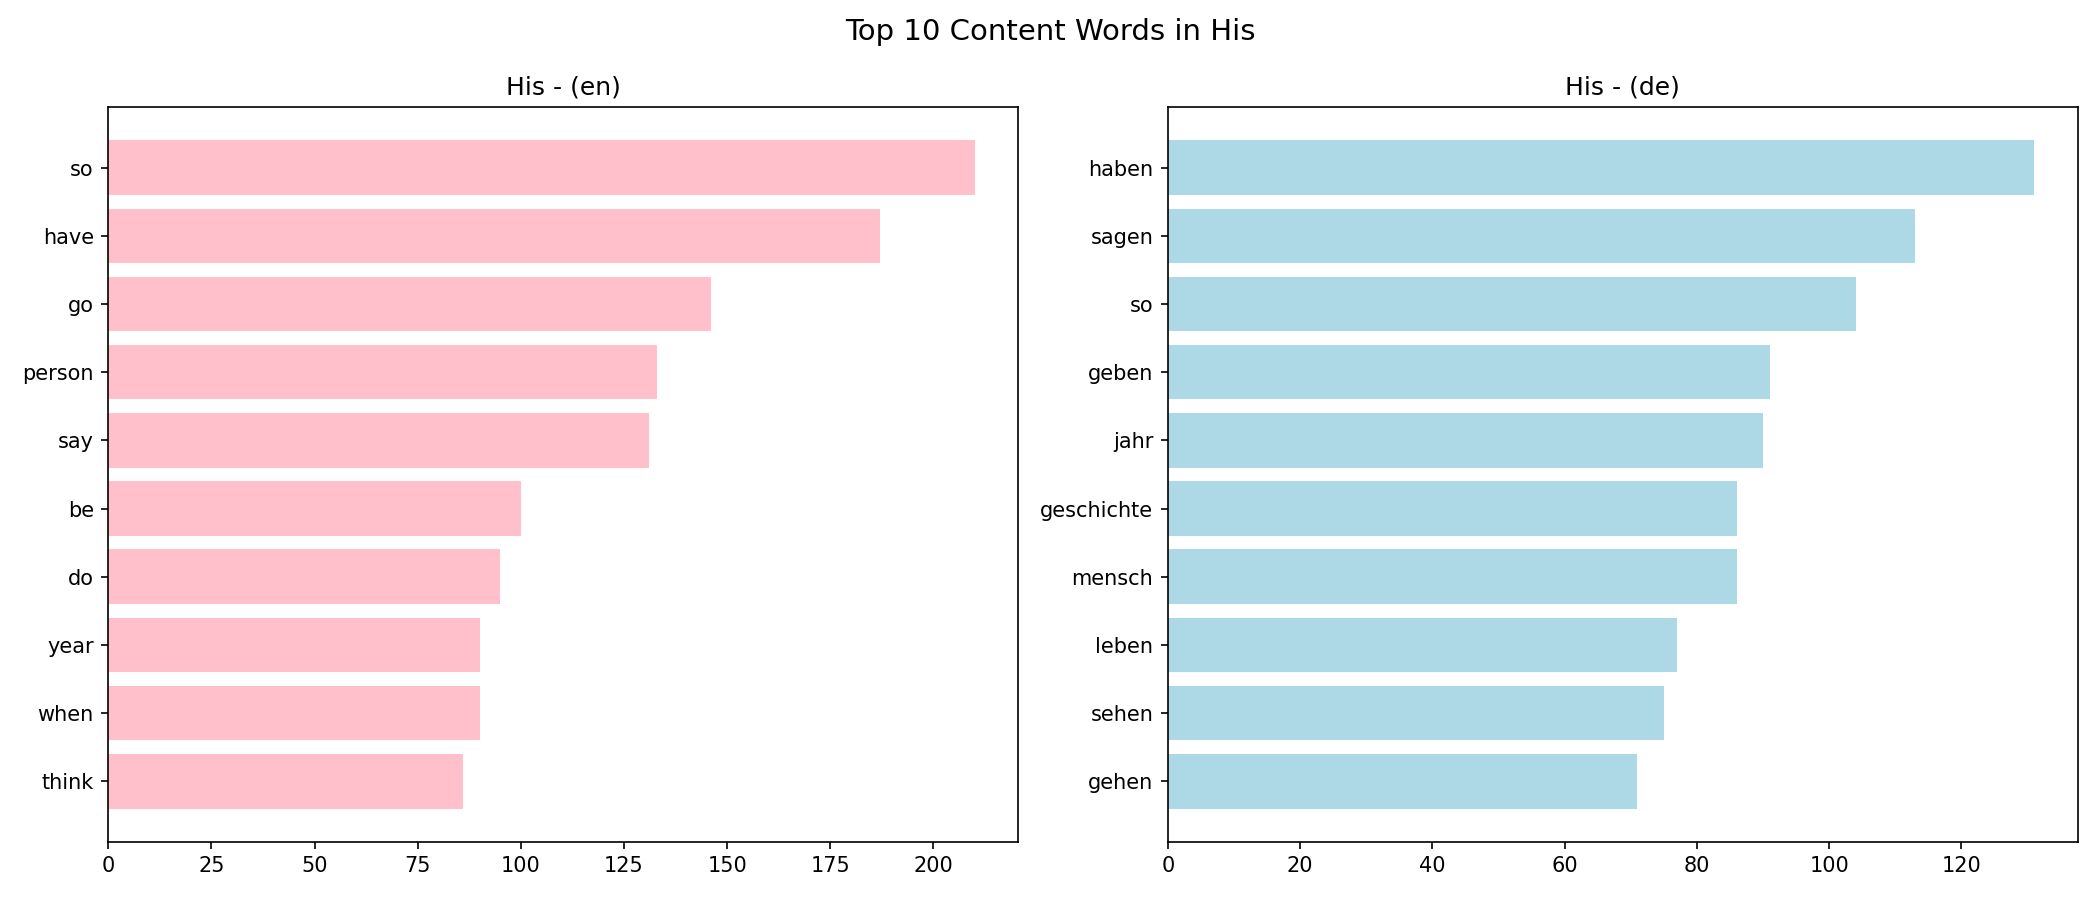 Top 10 Content Words in His
His - (en)
so
have
go
person
say
be
do
year
when
think
0 25 50 75 100 125 150 175 200
His - (de)
haben
sagen
so
geben
jahr
geschichte
mensch
leben
sehen
gehen
0 20 40 60 80 100 120